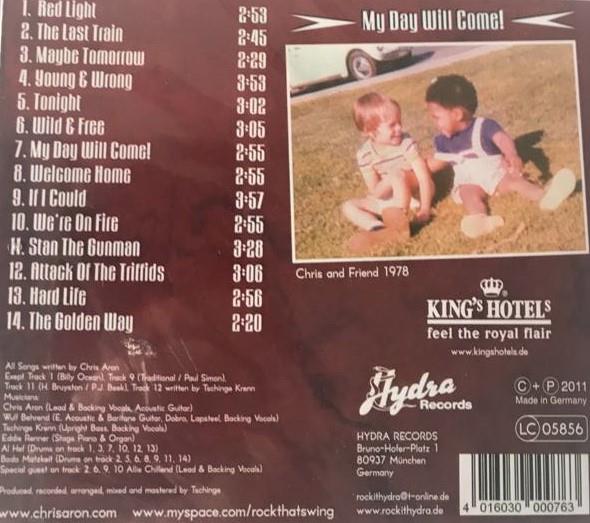 1. Red Light 2:53
2. The Last Train 2:45
3. Maybe Tomorrow 2:29
4. Young & Wrong 3:53
5. Tonight 3:02
6. Wild & Free 3:05
7. My Day Will Come! 2:55
8. Welcome Home 2:55
9. If I Could 3:57
10. We're On Fire 2:55
11. Stan The Gunman 3:28
12. Attack Of The Triffids 3:06
13. Hard Life 2:56
14. The Golden Way 2:20
All Songs written by Chris Aron
Exept Track 1 (Billy Ocean), Track 9 (Traditional / Paul Simon),
Track 11 (H. Bruyston / P.J. Beek), Track 12 written by Tschinge Krenn
Musicians:
Chris Aron (Lead & Backing Vocals, Acoustic Guitar)
Wulf Behrend (E, Acoustic & Baritone Guitar, Dobro, Lapsteel, Backing Vocals)
Tschinge Krenn (Upright Bass, Backing Vocals)
Eddie Renner (Stage Piano & Organ)
Al Haf (Drums on track 1, 3, 7, 10, 12, 13)
Bodo Matzkeit (Drums on track 2, 5, 6, 8, 9, 11, 14)
Special guest on track: 2, 6, 9, 10 Allie Chillend (Lead & Backing Vocals)
Produced, recorded, arranged, mixed and mastered by Tschinge
www.chrisaron.com www.myspace.com/rockthatswing
My Day Will Come!
Chris and Friend 1978
KING'S HOTELS
feel the royal flair
www.kingshotels.de
Hydra
Records
HYDRA RECORDS
Bruno-Hofer-Platz 1
80937 München
Germany
rockithydra@t-online.de
www.rockithydra.de
C + P 2011
Made in Germany
LC 05856
4 016030 000763